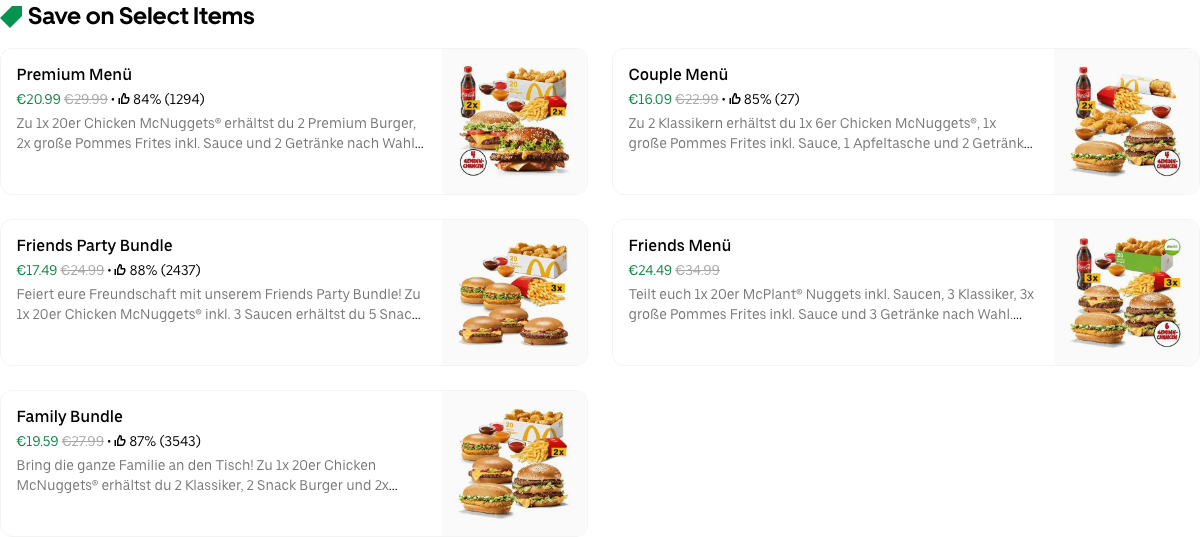 Save on Select Items
Premium Menü
€20.99 €29.99 • 84% (1294)
Zu 1x 20er Chicken McNuggets® erhältst du 2 Premium Burger,
2x große Pommes Frites inkl. Sauce und 2 Getränke nach Wahl...
20
2x
2x
4
GEWINN-
CHANCEN
Couple Menü
€16.09 €22.99 • 85% (27)
Zu 2 Klassikern erhältst du 1x 6er Chicken McNuggets®, 1x
große Pommes Frites inkl. Sauce, 1 Apfeltasche und 2 Getränk...
2x
GEWINN-
CHANCEN
Friends Party Bundle
€17.49 €24.99 • 88% (2437)
Feiert eure Freundschaft mit unserem Friends Party Bundle! Zu
1x 20er Chicken McNuggets® inkl. 3 Saucen erhältst du 5 Snac...
20
3x
Friends Menü
€24.49 €34.99
Teilt euch 1x 20er McPlant® Nuggets inkl. Saucen, 3 Klassiker, 3x
große Pommes Frites inkl. Sauce und 3 Getränke nach Wahl....
20
3x
3x
6
GEWINN-
CHANCEN
Family Bundle
€19.59 €27.99 • 87% (3543)
Bring die ganze Familie an den Tisch! Zu 1x 20er Chicken
McNuggets® erhältst du 2 Klassiker, 2 Snack Burger und 2x...
20
2x